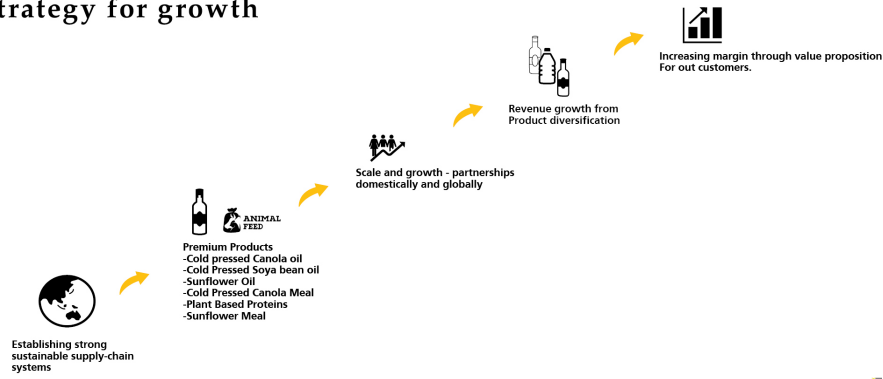 trategy for growth
Increasing margin through value proposition
For out customers.
Revenue growth from
Product diversification
Scale and growth - partnerships
domestically and globally
ANIMAL
FEED
Premium Products
-Cold pressed Canola oil
-Cold Pressed Soya bean oil
-Sunflower Oil
-Cold Pressed Canola Meal
-Plant Based Proteins
-Sunflower Meal
Establishing strong
sustainable supply-chain
systems